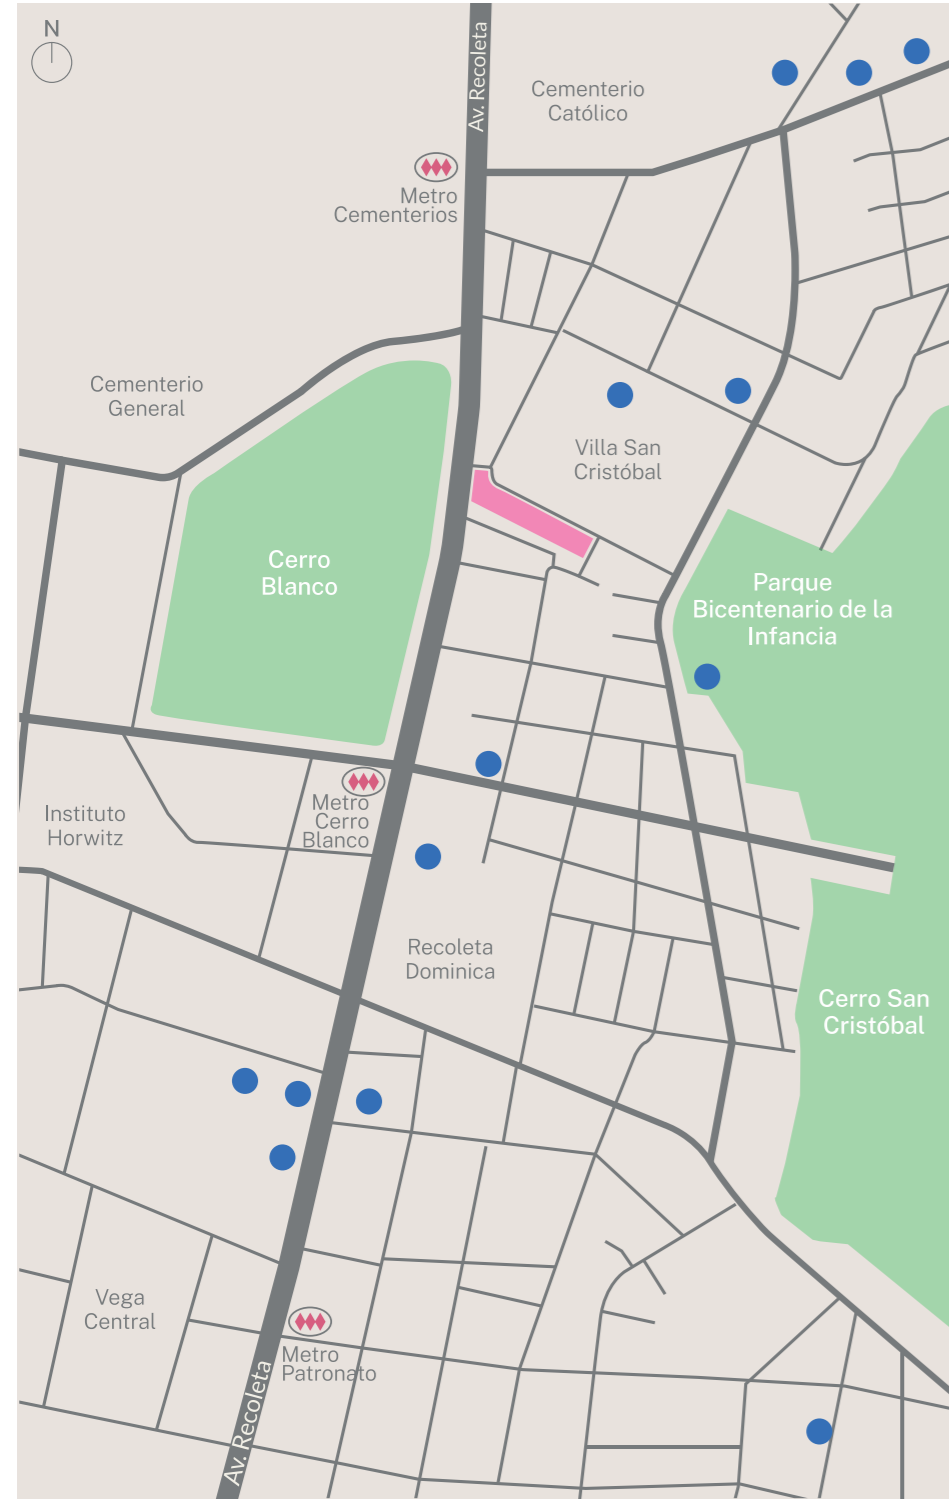 N
Av. Recoleta
Cementerio
Católico
Metro
Cementerios
Cementerio
General
Villa San
Cristóbal
Cerro
Blanco
Parque
Bicentenario de la
Infancia
Metro
Cerro
Blanco
Instituto
Horwitz
Recoleta
Dominica
Cerro San
Cristóbal
Vega
Central
Metro
Patronato
Av. Recoleta